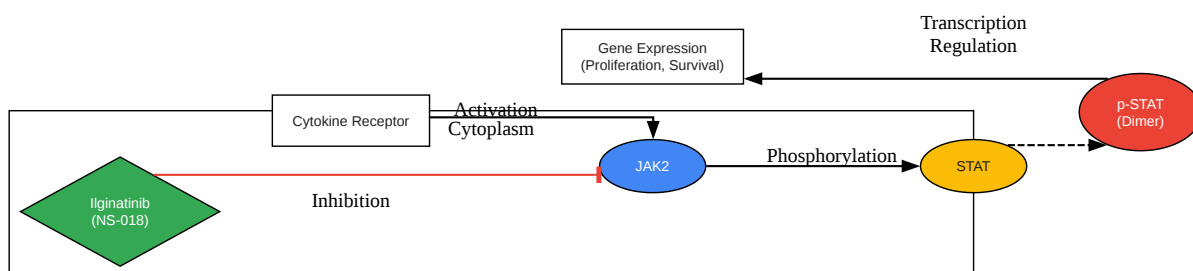 Transcription
Regulation
Gene Expression
(Proliferation, Survival)
p-STAT
(Dimer)
Cytokine Receptor
Activation
Cytoplasm
JAK2
Phosphorylation
STAT
Ilginatinib
(NS-018)
Inhibition